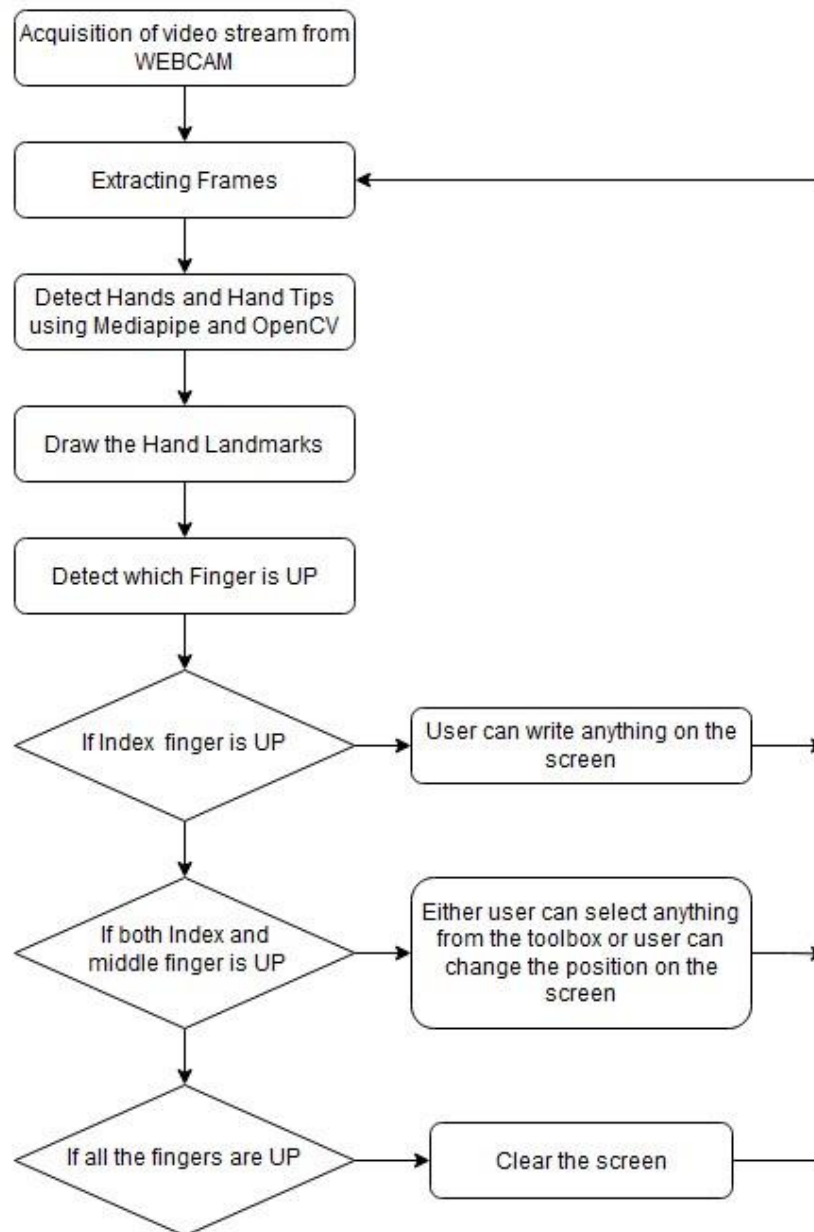 Acquisition of video stream from
WEBCAM
Extracting Frames
Detect Hands and Hand Tips
using Mediapipe and OpenCV
Draw the Hand Landmarks
Detect which Finger is UP
If Index finger is UP
User can write anything on the
screen
If both Index and
middle finger is UP
Either user can select anything
from the toolbox or user can
change the position on the
screen
If all the fingers are UP
Clear the screen